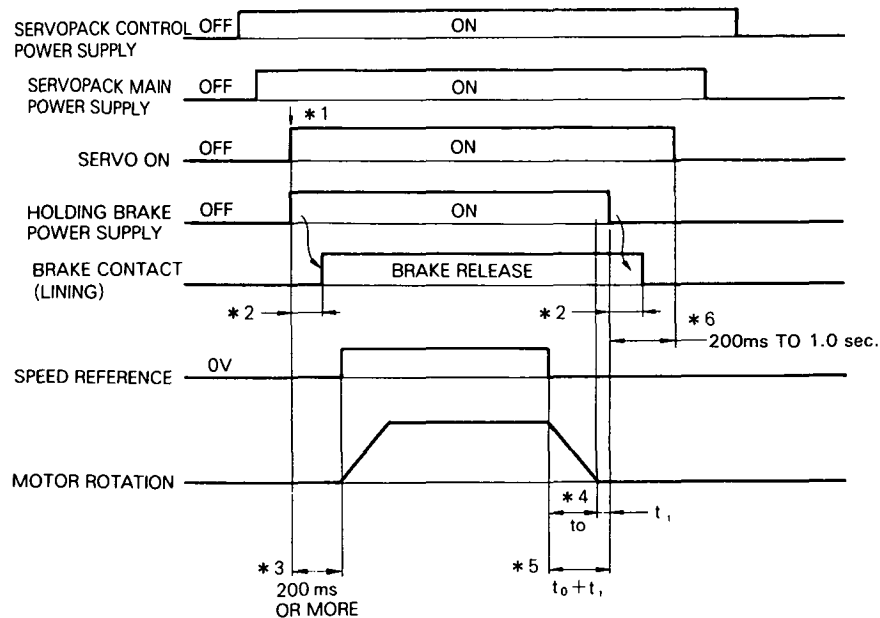 SERVOPACK CONTROL POWER SUPPLY OFF ON
SERVOPACK MAIN POWER SUPPLY OFF ON
*1
SERVO ON OFF ON
HOLDING BRAKE POWER SUPPLY OFF ON
BRAKE CONTACT (LINING) BRAKE RELEASE
*2 *2 *6
200ms TO 1.0 sec.
SPEED REFERENCE 0V
MOTOR ROTATION
*4
to t₁
*3 *5
200 ms OR MORE
t₀+t₁